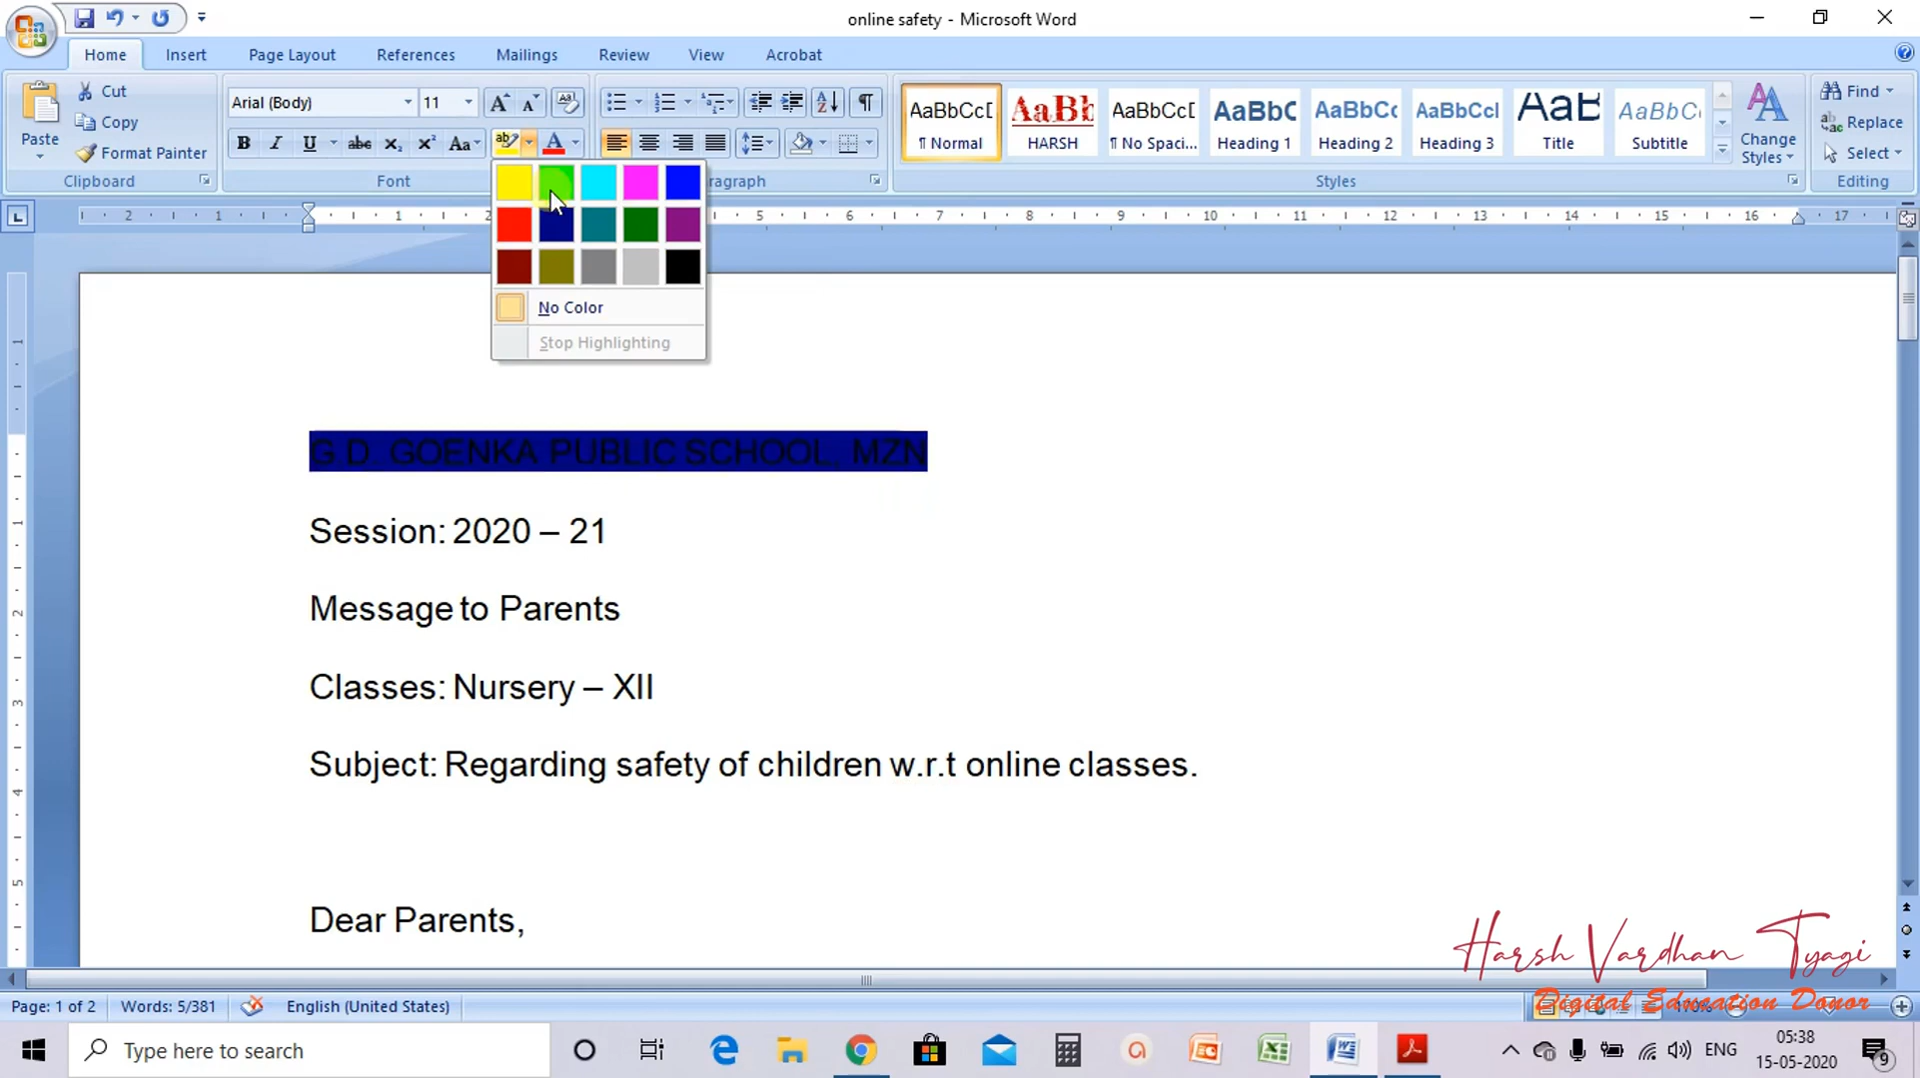 online safety - Microsoft Word
Home Insert Page Layout References Mailings Review View Acrobat
Paste
Cut
Copy
Format Painter
Clipboard
Arial (Body) 11
Font
Paragraph
AaBbCcD ¶ Normal
AaBb HARSH
AaBbCcD ¶ No Spaci...
AaBbC Heading 1
AaBbCc Heading 2
AaBbCcI Heading 3
AaB Title
AaBbCc. Subtitle
Change Styles
Styles
Find
Replace
Select
Editing
No Color
Stop Highlighting
G D. GOENKA PUBLIC SCHOOL, MZN
Session: 2020 – 21
Message to Parents
Classes: Nursery – XII
Subject: Regarding safety of children w.r.t online classes.
Dear Parents,
Harsh Vardhan Tyagi
Digital Education Donor
Page: 1 of 2 Words: 5/381 English (United States)
Type here to search
ENG
05:38
15-05-2020
9